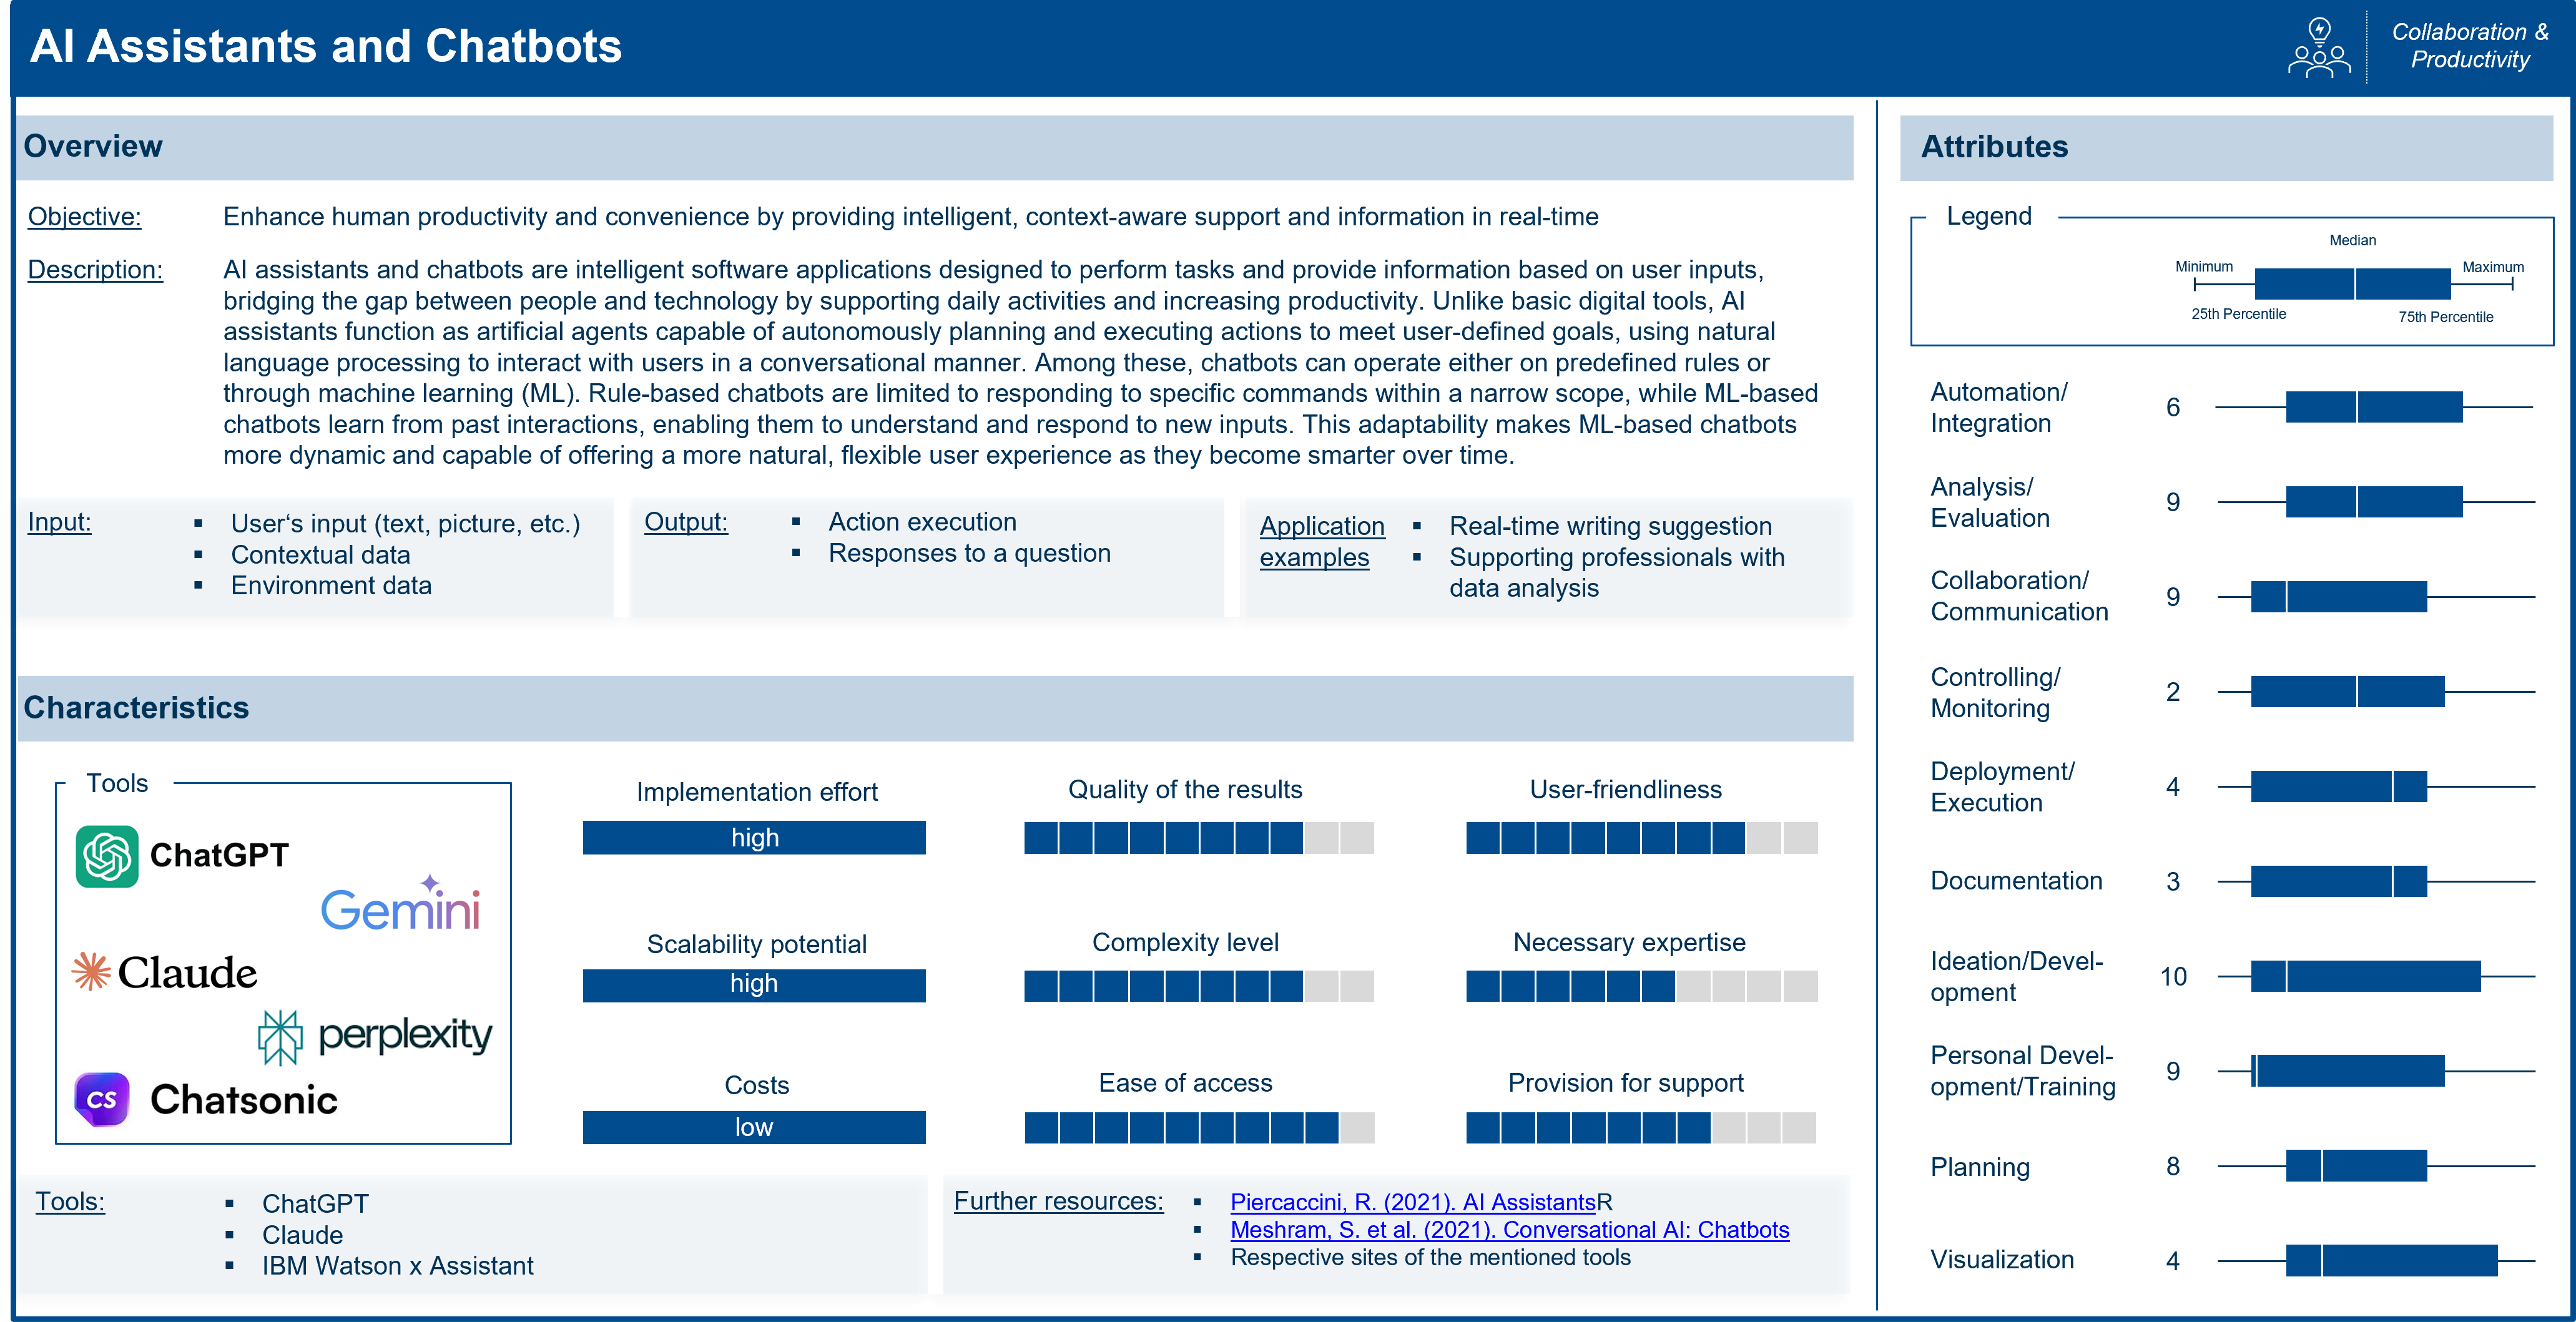 AI Assistants and Chatbots
Collaboration &
Productivity
Overview
Objective:
Enhance human productivity and convenience by providing intelligent, context-aware support and information in real-time
Description:
AI assistants and chatbots are intelligent software applications designed to perform tasks and provide information based on user inputs,
bridging the gap between people and technology by supporting daily activities and increasing productivity. Unlike basic digital tools, AI
assistants function as artificial agents capable of autonomously planning and executing actions to meet user-defined goals, using natural
language processing to interact with users in a conversational manner. Among these, chatbots can operate either on predefined rules or
through machine learning (ML). Rule-based chatbots are limited to responding to specific commands within a narrow scope, while ML-based
chatbots learn from past interactions, enabling them to understand and respond to new inputs. This adaptability makes ML-based chatbots
more dynamic and capable of offering a more natural, flexible user experience as they become smarter over time.
Input:
▪ User‘s input (text, picture, etc.)
▪ Contextual data
▪ Environment data
Output:
▪ Action execution
▪ Responses to a question
Application
examples
▪ Real-time writing suggestion
▪ Supporting professionals with
data analysis
Characteristics
Tools
ChatGPT
Gemini
Claude
perplexity
CS Chatsonic
Implementation effort
high
Quality of the results
User-friendliness
Scalability potential
high
Complexity level
Necessary expertise
Costs
low
Ease of access
Provision for support
Tools:
▪ ChatGPT
▪ Claude
▪ IBM Watson x Assistant
Further resources:
▪ Piercaccini, R. (2021). AI AssistantsR
▪ Meshram, S. et al. (2021). Conversational AI: Chatbots
▪ Respective sites of the mentioned tools
Attributes
Legend
Median
Minimum
Maximum
25th Percentile
75th Percentile
Automation/
Integration
6
Analysis/
Evaluation
9
Collaboration/
Communication
9
Controlling/
Monitoring
2
Deployment/
Execution
4
Documentation
3
Ideation/Devel-
opment
10
Personal Devel-
opment/Training
9
Planning
8
Visualization
4